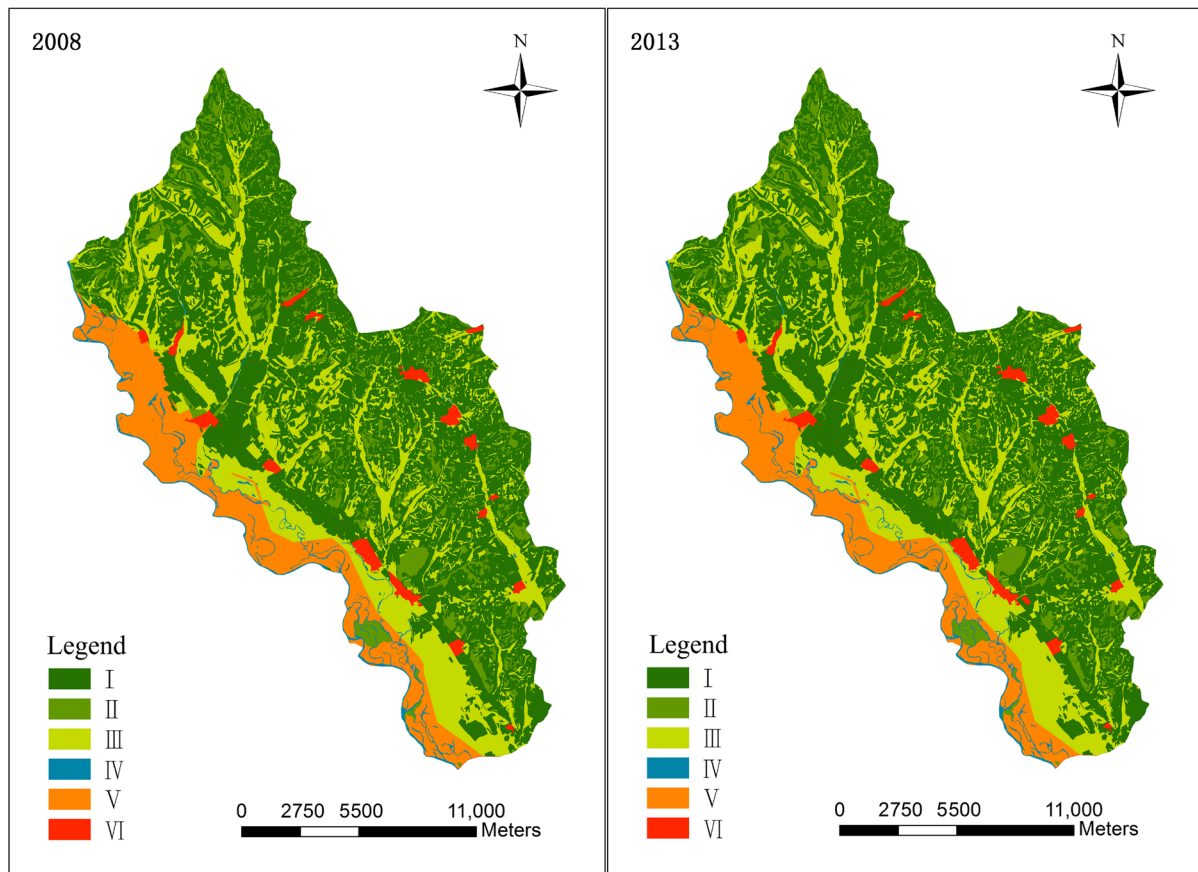 2008
N
Legend
Ⅰ
Ⅱ
Ⅲ
Ⅳ
Ⅴ
Ⅵ
0 2750 5500 11,000
Meters
2013
N
Legend
Ⅰ
Ⅱ
Ⅲ
Ⅳ
Ⅴ
Ⅵ
0 2750 5500 11,000
Meters